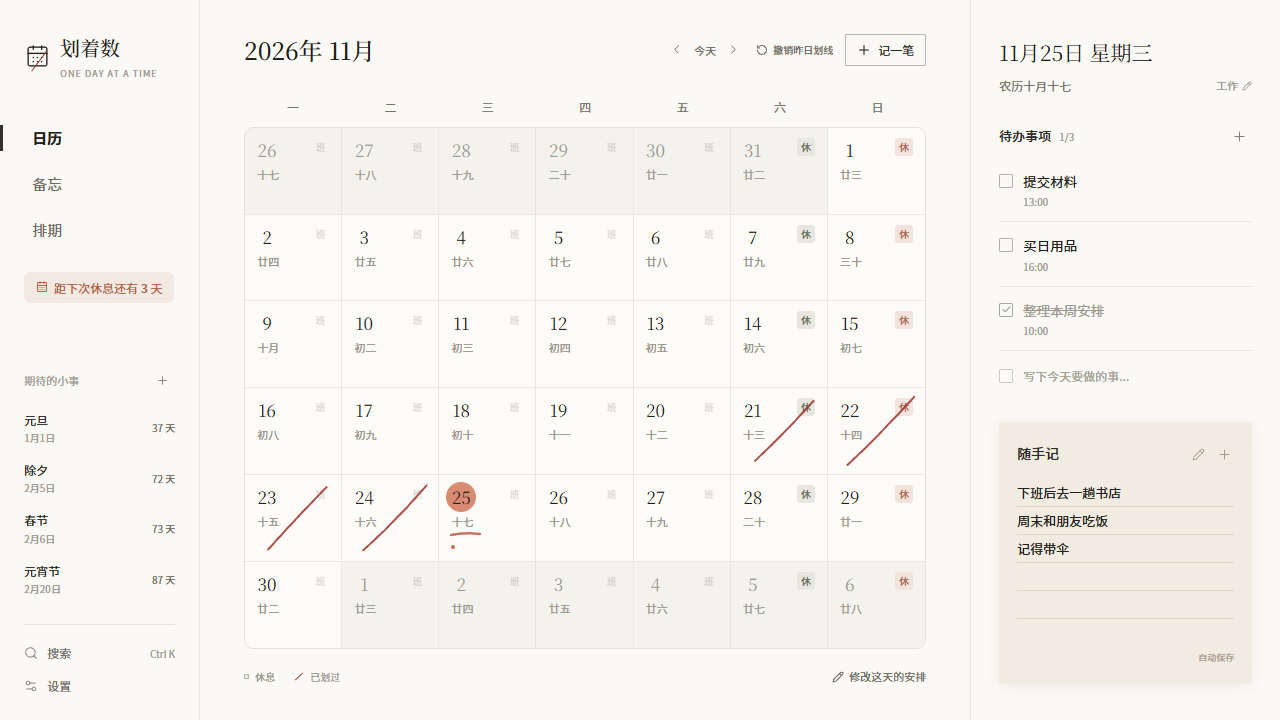 划着数
ONE DAY AT A TIME
日历
备忘
排期
距下次休息还有 3 天
期待的小事
元旦
1月1日
37 天
除夕
2月5日
72 天
春节
2月6日
73 天
元宵节
2月20日
87 天
搜索
Ctrl K
设置
2026年 11月
今天
撤销昨日划线
记一笔
一 二 三 四 五 六 日
26 班 27 班 28 班 29 班 30 班 31 休 1 休
十七 十八 十九 二十 廿一 廿二 廿三
2 班 3 班 4 班 5 班 6 班 7 休 8 休
廿四 廿五 廿六 廿七 廿八 廿九 三十
9 班 10 班 11 班 12 班 13 班 14 休 15 休
十月 初二 初三 初四 初五 初六 初七
16 班 17 班 18 班 19 班 20 班 21 休 22 休
初八 初九 初十 十一 十二 十三 十四
23 班 24 班 25 班 26 班 27 班 28 休 29 休
十五 十六 十七 十八 十九 二十 廿一
30 班 1 班 2 班 3 班 4 班 5 休 6 休
廿二 廿三 廿四 廿五 廿六 廿七 廿八
休息
已划过
修改这天的安排
11月25日 星期三
农历十月十七
工作
待办事项 1/3
提交材料
13:00
买日用品
16:00
整理本周安排
10:00
写下今天要做的事...
随手记
下班后去一趟书店
周末和朋友吃饭
记得带伞
自动保存